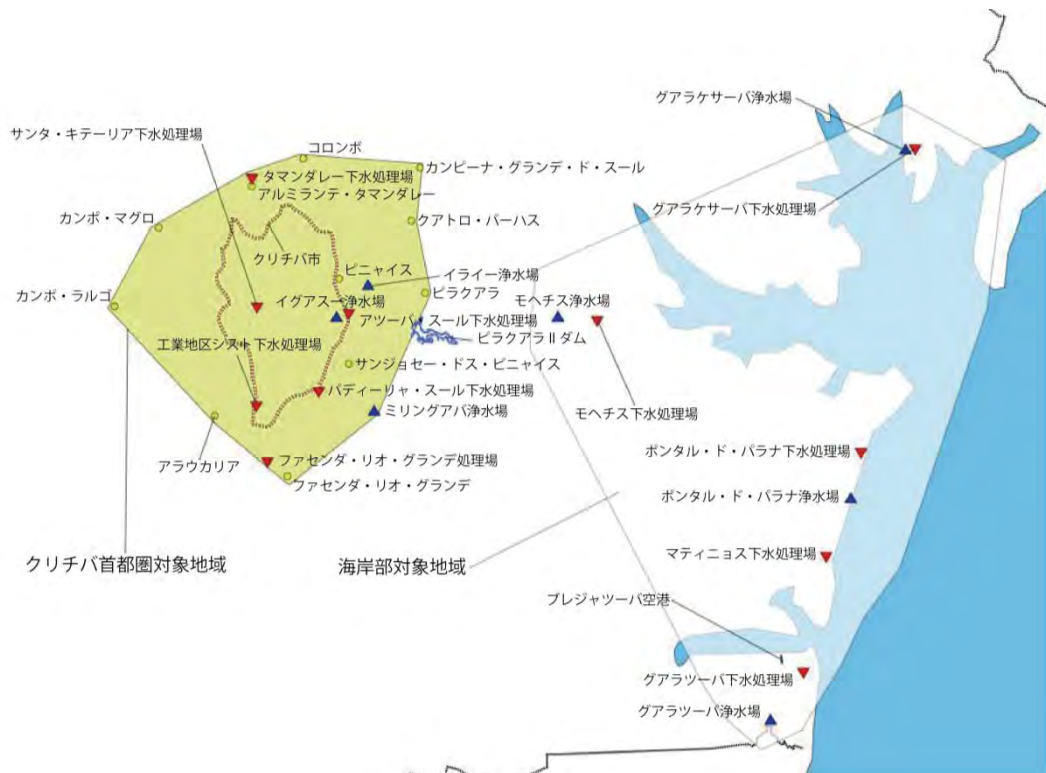 グアラケサーバ浄水場
サンタ・キテーリア下水処理場
コロンボ
カンピーナ・グランデ・ド・スール
タマンダレー下水処理場
アルミランテ・タマンダレー
グアラケサーバ下水処理場
カンポ・マグロ
クアトロ・バーハス
クリチバ市
ピニャイス
イライー浄水場
カンポ・ラルゴ
ピラクアラ
イグアスー浄水場
モヘチス浄水場
アツーバ・スール下水処理場
ピラクアラⅡダム
工業地区シスト下水処理場
サンジョセー・ドス・ピニャイス
パディーリャ・スール下水処理場
ミリングアバ浄水場
モヘチス下水処理場
アラウカリア
ファセンダ・リオ・グランデ処理場
ファセンダ・リオ・グランデ
ポンタル・ド・パラナ下水処理場
ポンタル・ド・パラナ浄水場
クリチバ首都圏対象地域
海岸部対象地域
マティニョス下水処理場
ブレジャツーバ空港
グアラツーバ下水処理場
グアラツーバ浄水場